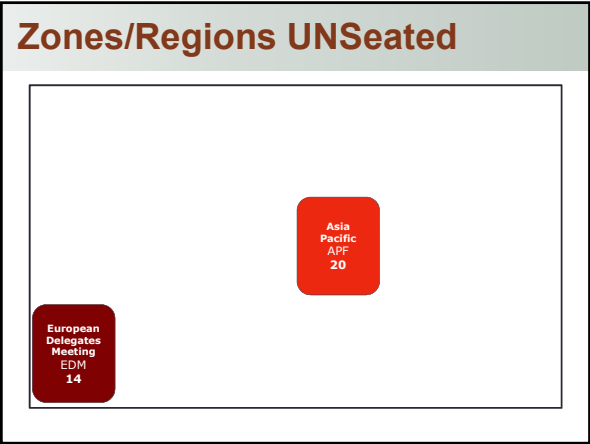 Zones/Regions UNSeated
Asia
Pacific
APF
20
European
Delegates
Meeting
EDM
14